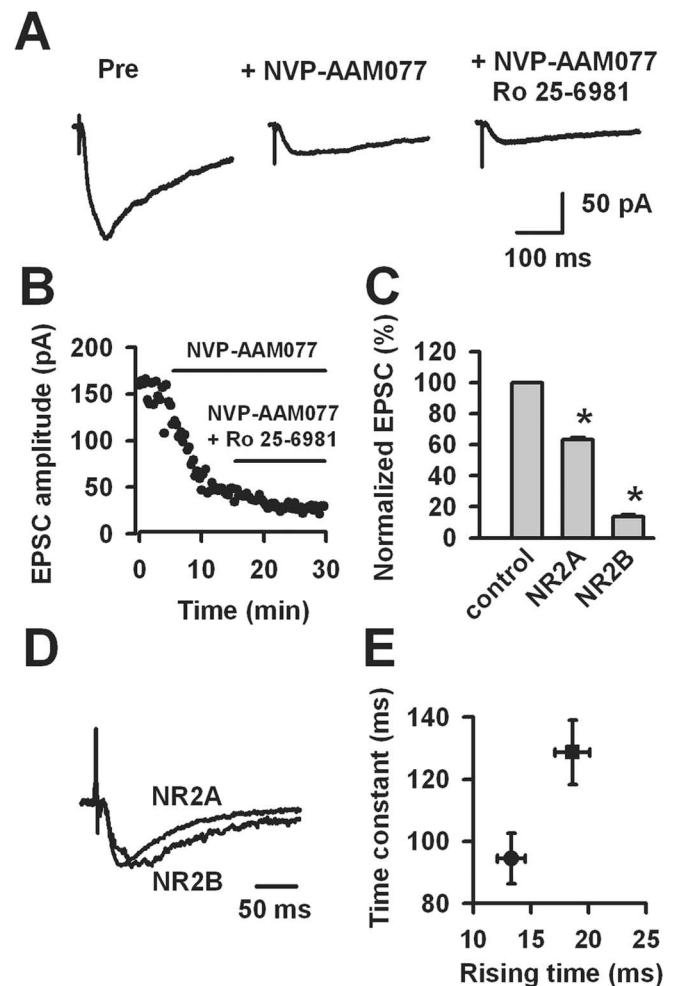 A
Pre
+ NVP-AAM077
+ NVP-AAM077
Ro 25-6981
50 pA
100 ms
B
EPSC amplitude (pA)
200
150
100
50
0
NVP-AAM077
NVP-AAM077
+ Ro 25-6981
0 10 20 30
Time (min)
C
Normalized EPSC (%)
120
100
80
60
40
20
0
*
*
control
NR2A
NR2B
D
NR2A
NR2B
50 ms
E
Time constant (ms)
140
120
100
80
10 15 20 25
Rising time (ms)